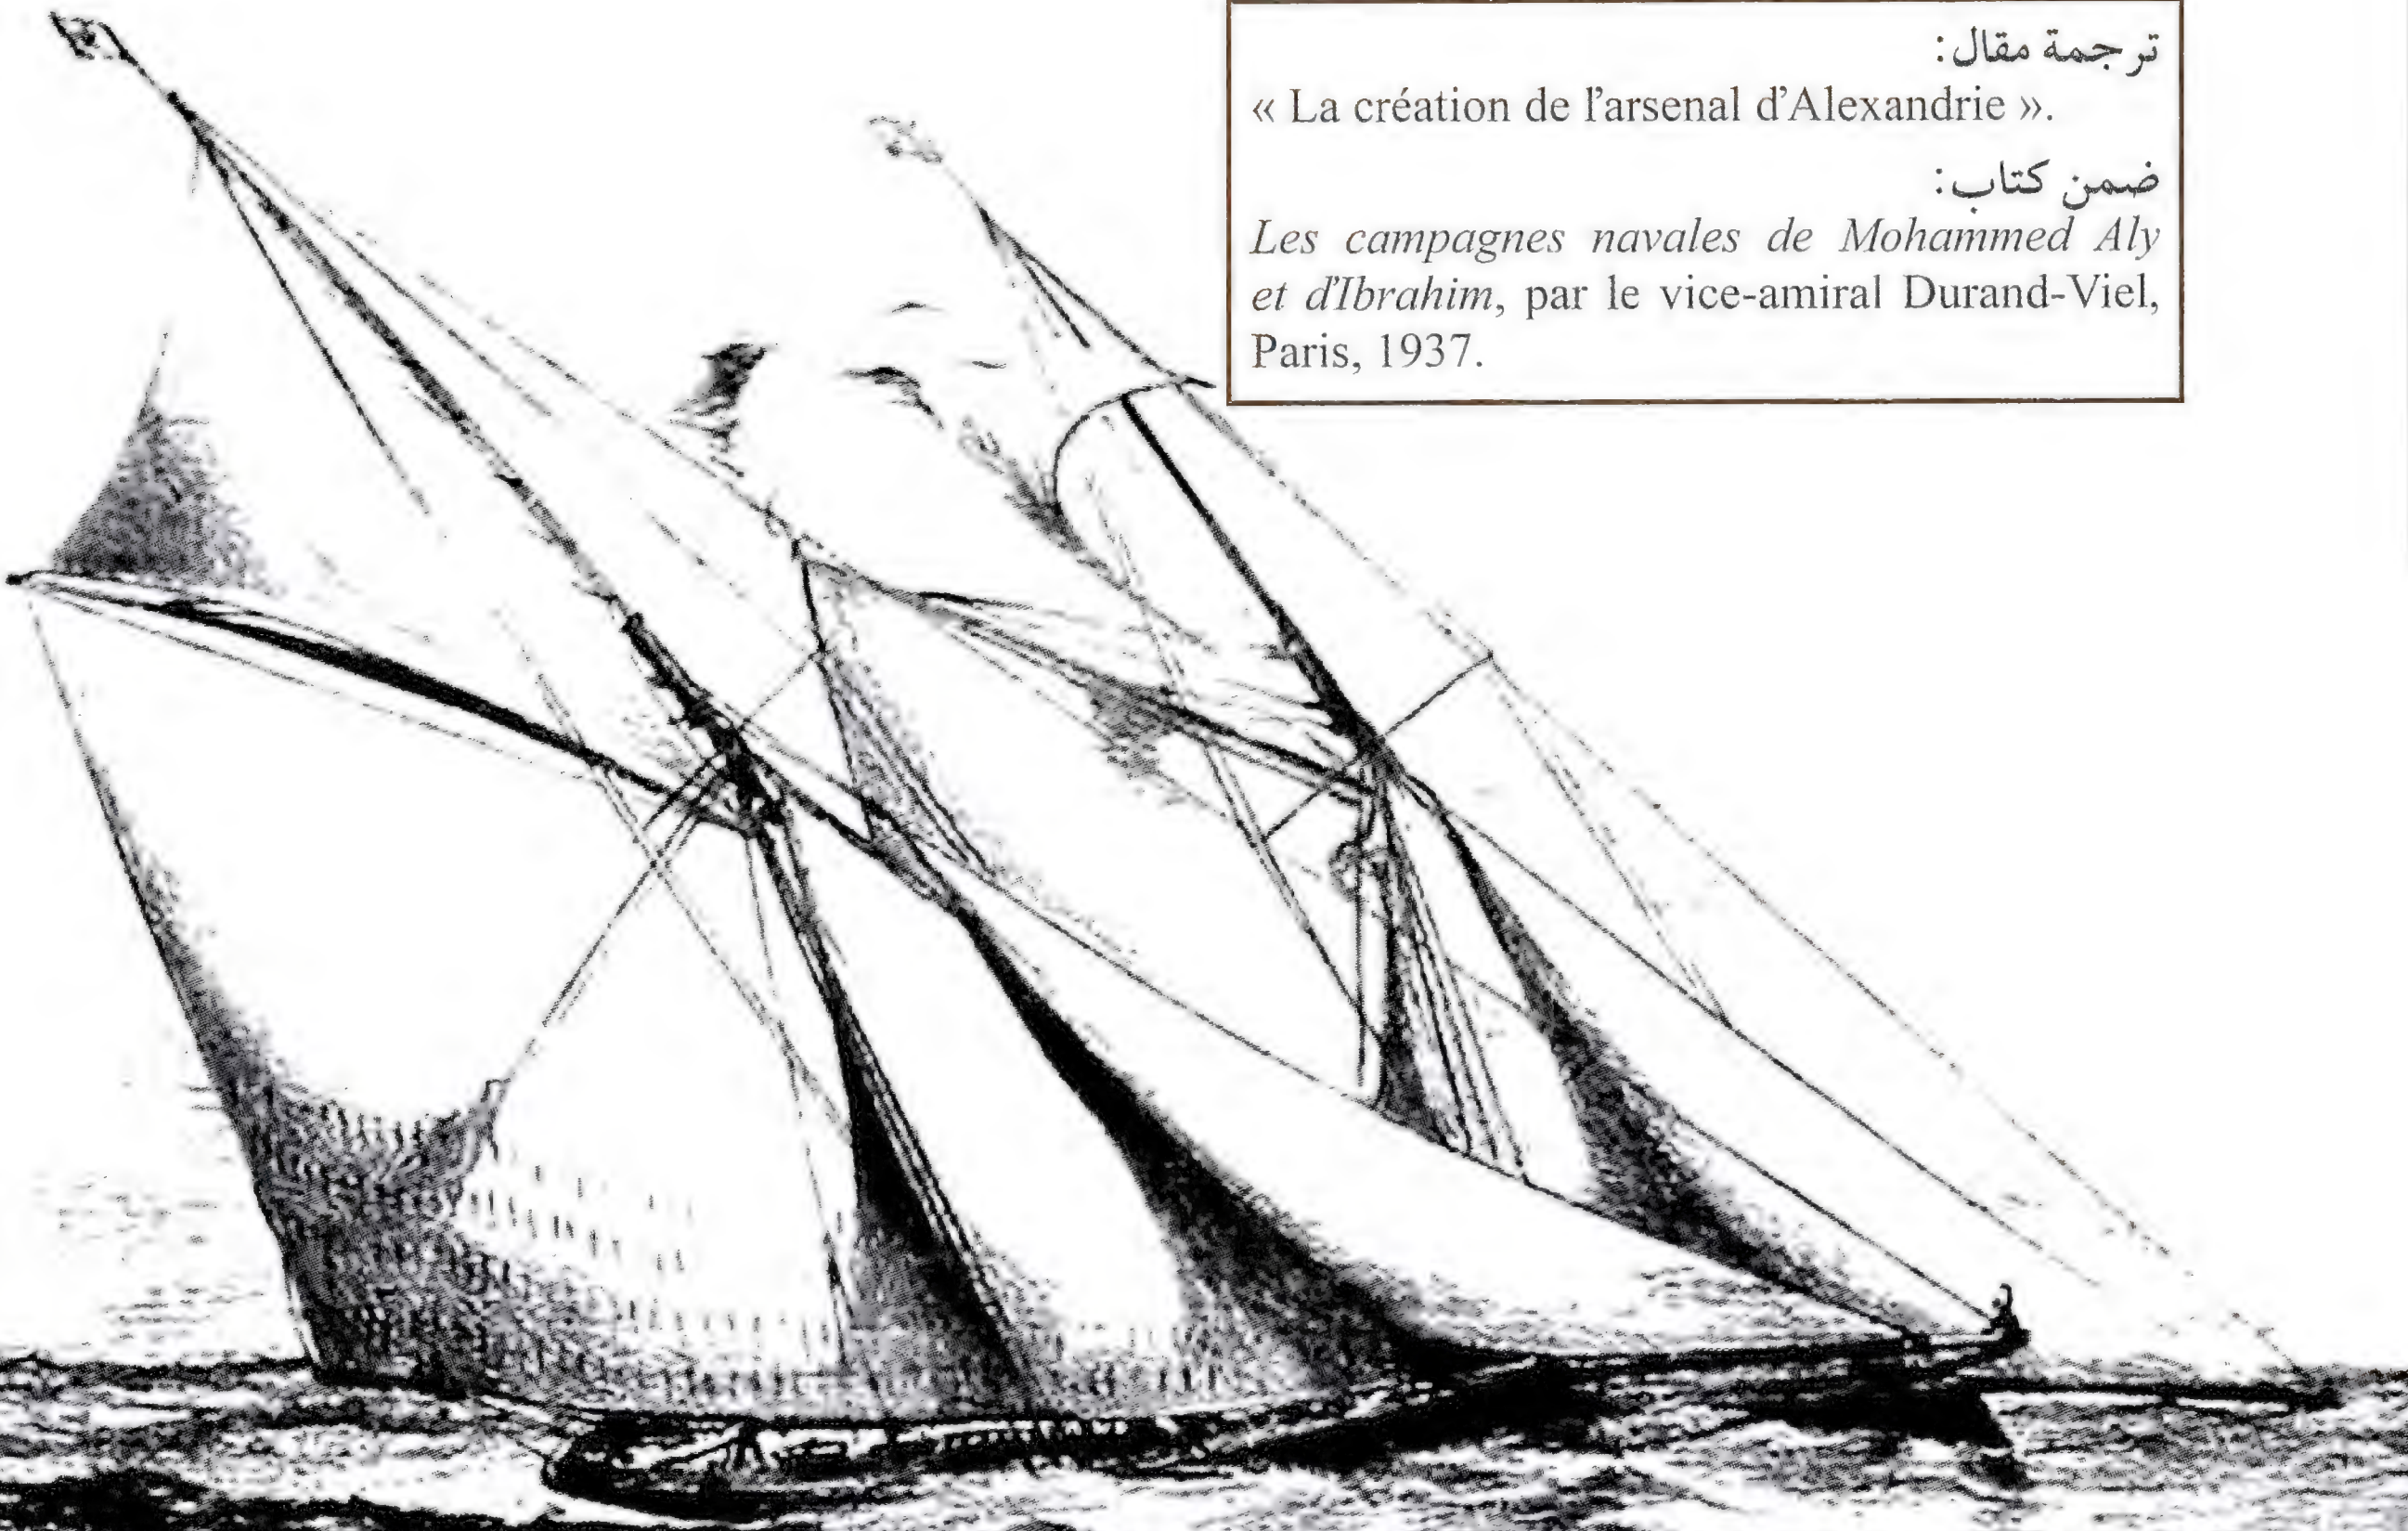 ترجمة مقال:
« La création de l'arsenal d'Alexandrie ».
ضمن كتاب:
Les campagnes navales de Mohammed Aly
et d'Ibrahim, par le vice-amiral Durand-Viel,
Paris, 1937.